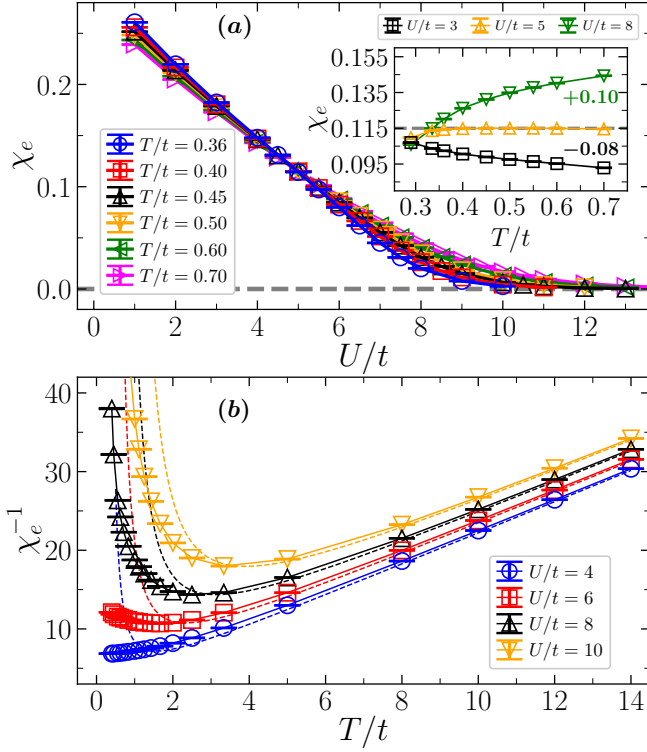 (a)
U/t = 3 U/t = 5 U/t = 8
χe
0.2
0.1
0.0
T/t = 0.36
T/t = 0.40
T/t = 0.45
T/t = 0.50
T/t = 0.60
T/t = 0.70
χe
0.155
0.135
0.115
0.095
+0.10
−0.08
0.3 0.4 0.5 0.6 0.7
T/t
0 2 4 6 8 10 12
U/t
(b)
χe⁻¹
40
30
20
10
U/t = 4
U/t = 6
U/t = 8
U/t = 10
0 2 4 6 8 10 12 14
T/t